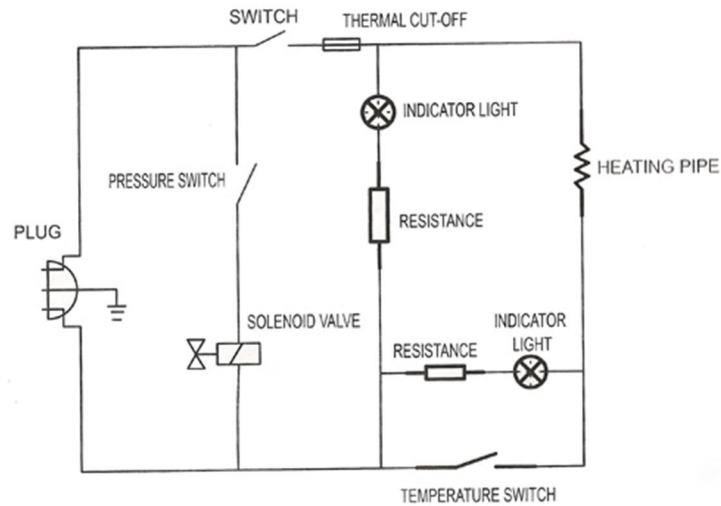 SWITCH
THERMAL CUT-OFF
INDICATOR LIGHT
HEATING PIPE
PRESSURE SWITCH
RESISTANCE
PLUG
SOLENOID VALVE
INDICATOR
LIGHT
RESISTANCE
TEMPERATURE SWITCH